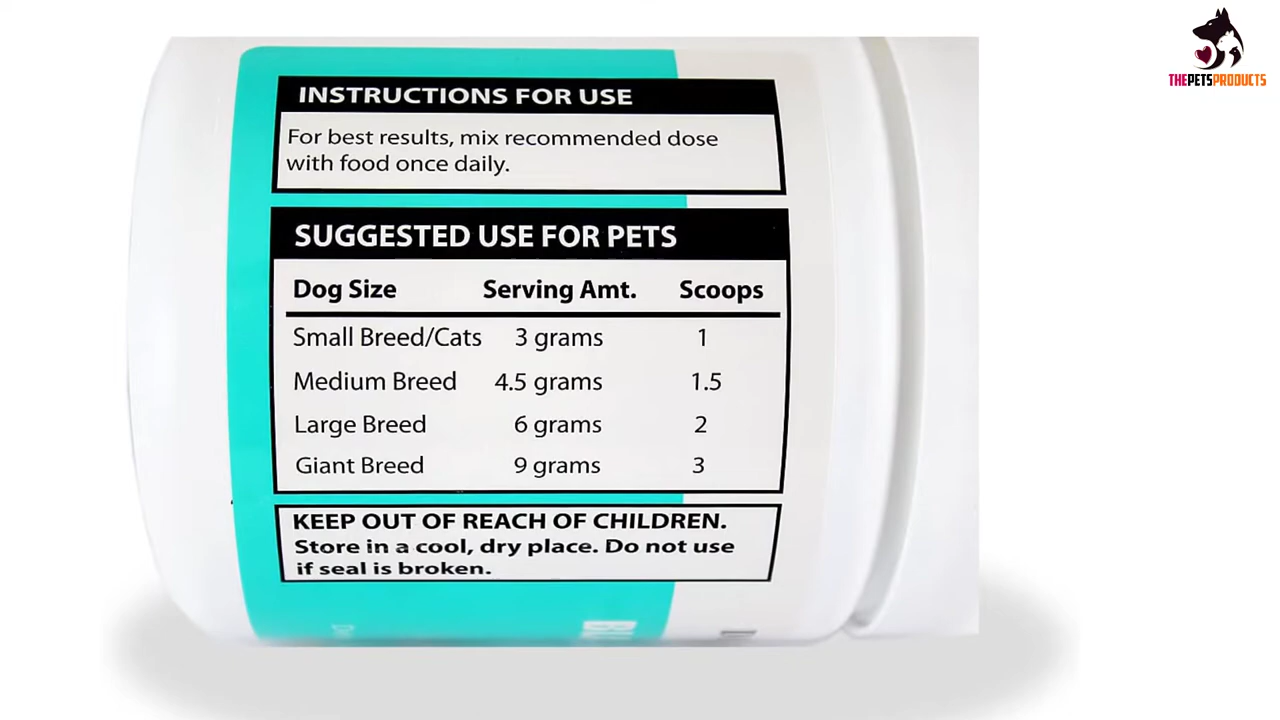 THEPETSPRODUCTS
INSTRUCTIONS FOR USE
For best results, mix recommended dose
with food once daily.
SUGGESTED USE FOR PETS
Dog Size Serving Amt. Scoops
Small Breed/Cats 3 grams 1
Medium Breed 4.5 grams 1.5
Large Breed 6 grams 2
Giant Breed 9 grams 3
KEEP OUT OF REACH OF CHILDREN.
Store in a cool, dry place. Do not use
if seal is broken.